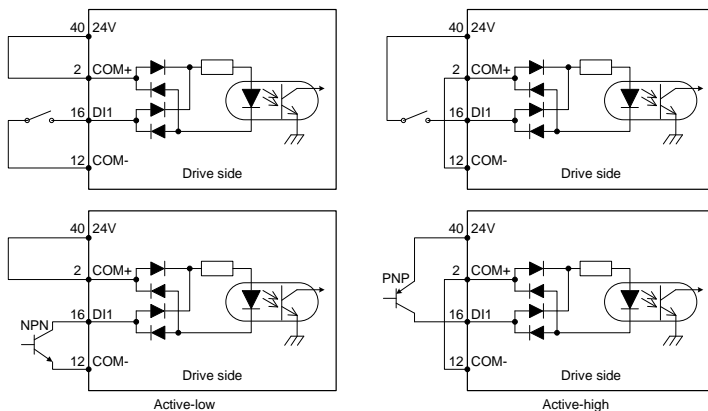 40 24V
2 COM+
16 DI1
12 COM-
Drive side
40 24V
2 COM+
16 DI1
12 COM-
Drive side
40 24V
2 COM+
16 DI1
NPN
12 COM-
Drive side
Active-low
40 24V
2 COM+
PNP
16 DI1
12 COM-
Drive side
Active-high